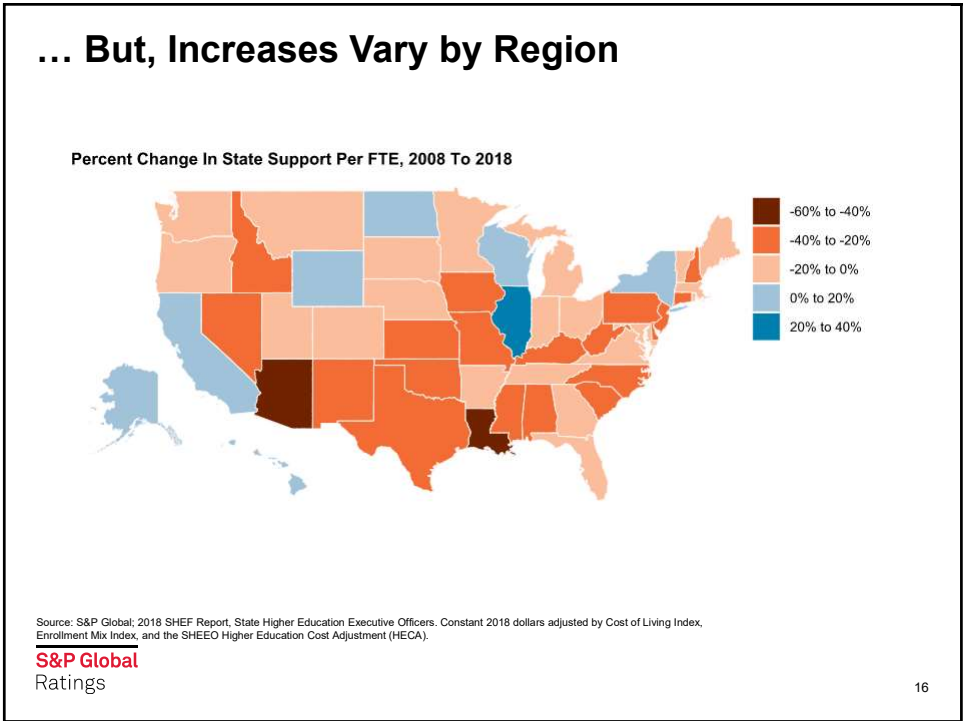 … But, Increases Vary by Region
Percent Change In State Support Per FTE, 2008 To 2018
-60% to -40%
-40% to -20%
-20% to 0%
0% to 20%
20% to 40%
Source: S&P Global; 2018 SHEF Report, State Higher Education Executive Officers. Constant 2018 dollars adjusted by Cost of Living Index,
Enrollment Mix Index, and the SHEEO Higher Education Cost Adjustment (HECA).
S&P Global
Ratings
16